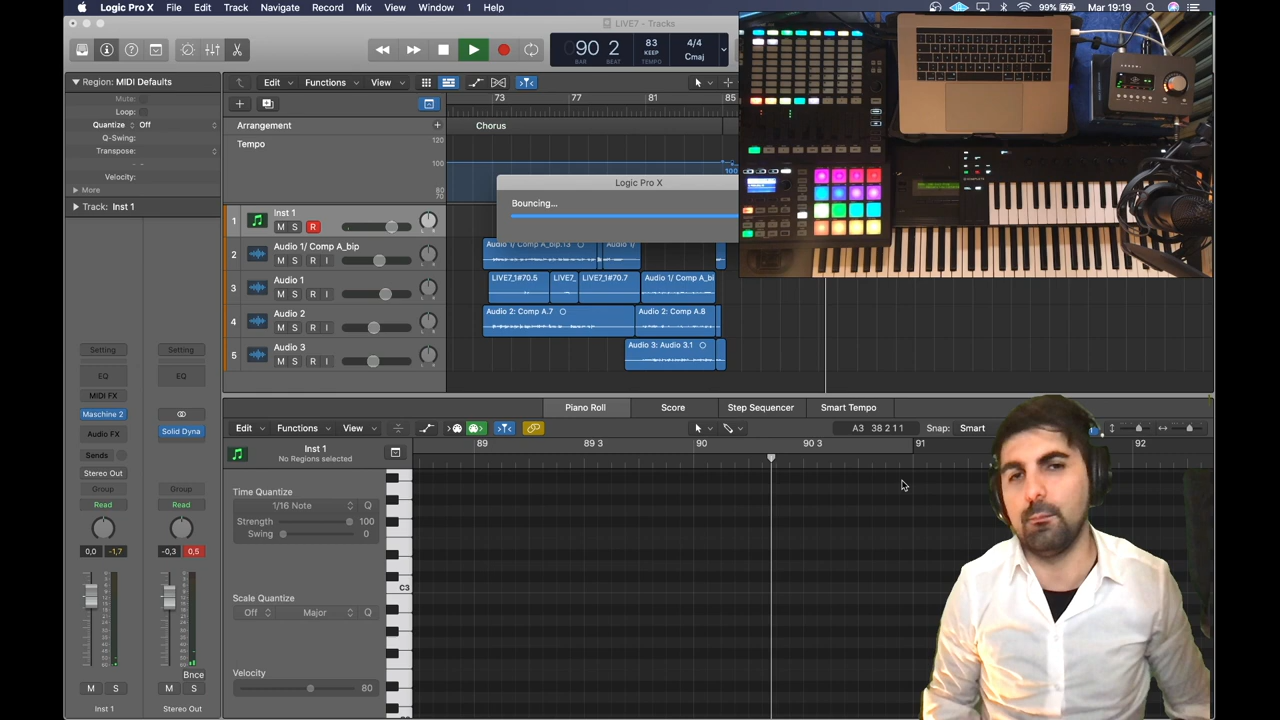 Logic Pro X File Edit Track Navigate Record Mix View Window 1 Help 99% Mar 19:19
LIVE7 - Tracks
90 2 83 4/4
BAR BEAT KEEP TEMPO Cmaj
Region: MIDI Defaults
Mute:
Loop:
Quantize Off
Q-Swing:
Transpose:
Velocity:
More
Track: Inst 1
Edit Functions View
73 77 81 85
Arrangement
Chorus
Tempo
120
100
80
70
100
Logic Pro X
Bouncing...
1 Inst 1
M S R
2 Audio 1/ Comp A_bip
M S R I
Audio 1/ Comp A_bip.13 Audio 1/
3 Audio 1
M S R I
LIVE7_1#70.5 LIVE7_ LIVE7_1#70.7 Audio 1/ Comp A_bi
4 Audio 2
M S R I
Audio 2: Comp A.7 Audio 2: Comp A.8
5 Audio 3
M S R I
Audio 3: Audio 3.1
Setting Setting
EQ EQ
MIDI FX
Maschine 2
Audio FX Solid Dyna
Sends
Stereo Out
Group Group
Read Read
0,0 -1,7 -0,3 0,5
Bnce
M S M S
Inst 1 Stereo Out
Piano Roll Score Step Sequencer Smart Tempo
Edit Functions View A3 38 2 1 1 Snap: Smart
Inst 1
No Regions selected
89 89 3 90 90 3 91 92
Time Quantize
1/16 Note Q
Strength 100
Swing 0
Scale Quantize
Off Major Q
Velocity
80
C3